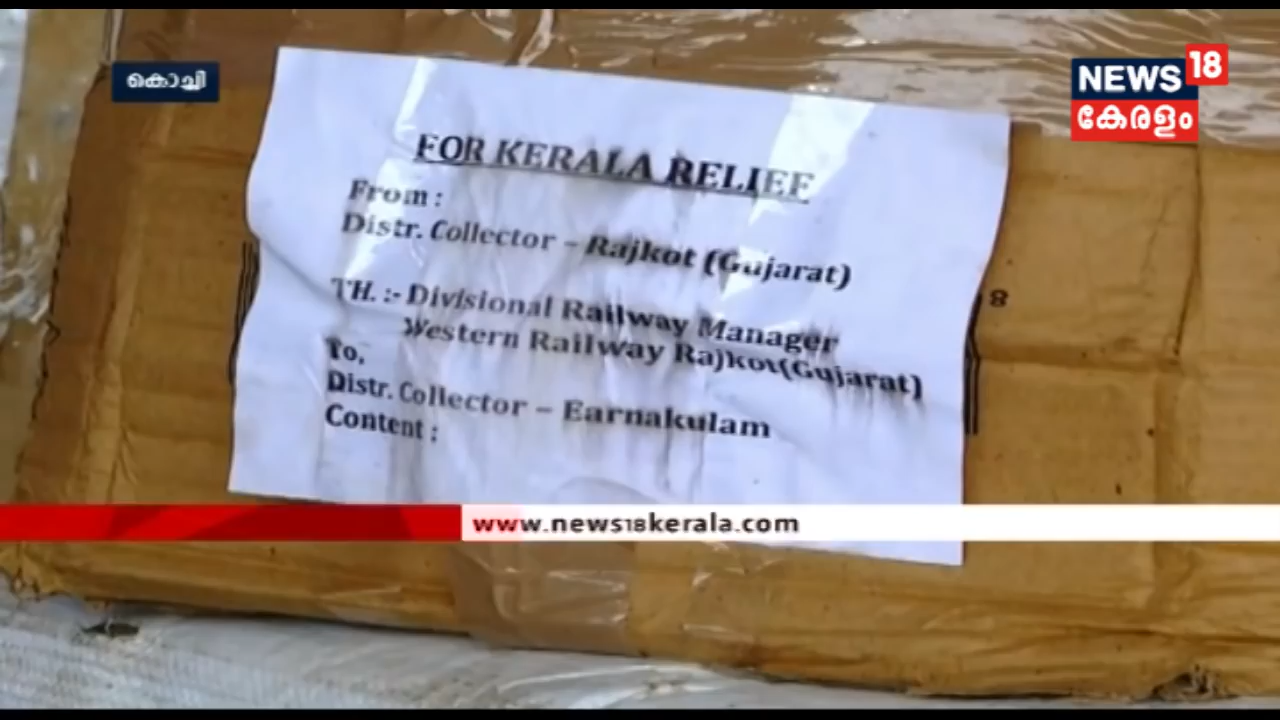 കൊച്ചി
NEWS 18
കേരളം
FOR KERALA RELIEF
From :
Distr. Collector – Rajkot (Gujarat)
TH. :- Divisional Railway Manager
Western Railway Rajkot(Gujarat)
To,
Distr. Collector – Earnakulam
Content :
8
www.news18kerala.com